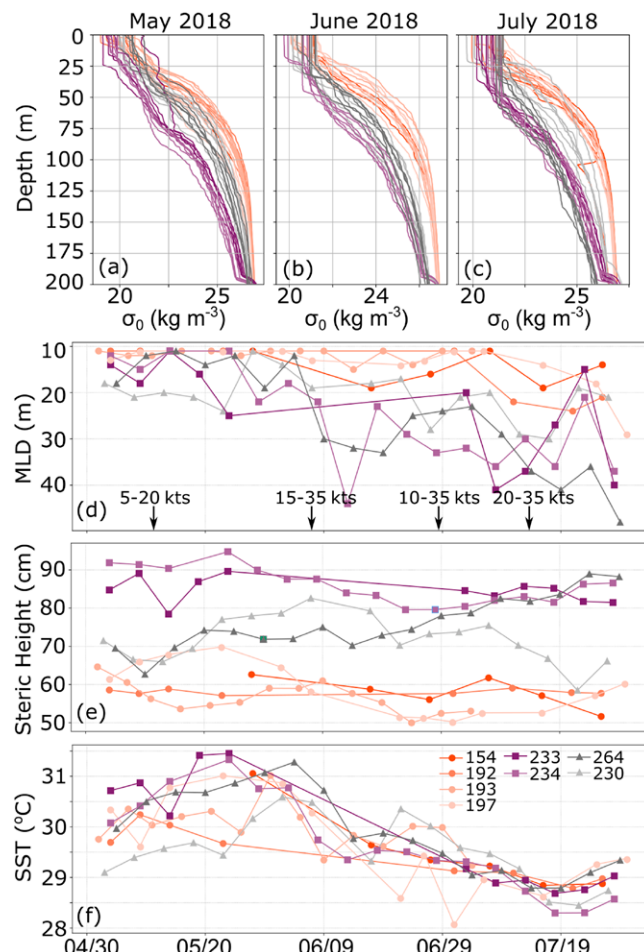 May 2018 June 2018 July 2018
0
25
50
75
100
125
150
175
200
Depth (m)
(a) (b) (c)
20 25 20 24 20 25
σ0 (kg m⁻³) σ0 (kg m⁻³) σ0 (kg m⁻³)
10
20
30
40
MLD (m)
5-20 kts 15-35 kts 10-35 kts 20-35 kts
(d)
90
80
70
60
50
Steric Height (cm)
(e)
31
30
29
28
SST (°C)
154 233 264
192 234 230
193
197
(f)
04/30 05/20 06/09 06/29 07/19